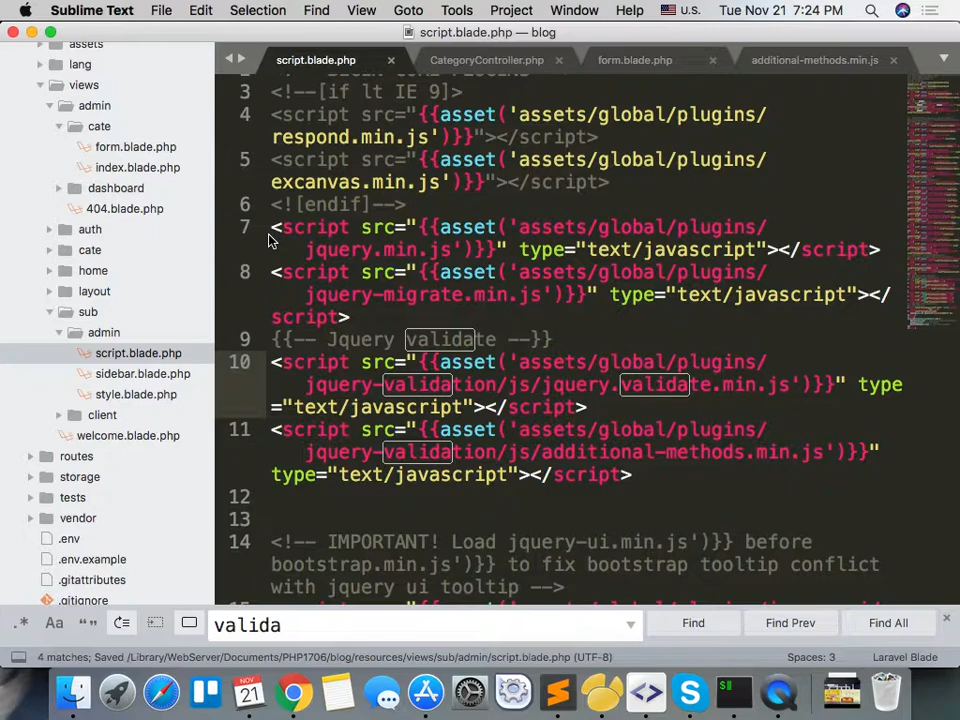 Sublime Text File Edit Selection Find View Goto Tools Project Window Help U.S. Tue Nov 21 7:24 PM
script.blade.php — blog
script.blade.php × CategoryController.php × form.blade.php × additional-methods.min.js ×
assets
lang
views
admin
cate
form.blade.php
index.blade.php
dashboard
404.blade.php
auth
cate
home
layout
sub
admin
script.blade.php
sidebar.blade.php
style.blade.php
client
welcome.blade.php
routes
storage
tests
vendor
.env
.env.example
.gitattributes
.gitignore
3 <!--[if lt IE 9]>
4 <script src="{{asset('assets/global/plugins/
respond.min.js')}}"></script>
5 <script src="{{asset('assets/global/plugins/
excanvas.min.js')}}"></script>
6 <![endif]-->
7 <script src="{{asset('assets/global/plugins/
jquery.min.js')}}" type="text/javascript"></script>
8 <script src="{{asset('assets/global/plugins/
jquery-migrate.min.js')}}" type="text/javascript"></
script>
9 {{-- Jquery validate --}}
10 <script src="{{asset('assets/global/plugins/
jquery-validation/js/jquery.validate.min.js')}}" type
="text/javascript"></script>
11 <script src="{{asset('assets/global/plugins/
jquery-validation/js/additional-methods.min.js')}}"
type="text/javascript"></script>
12
13
14 <!-- IMPORTANT! Load jquery-ui.min.js')}} before
bootstrap.min.js')}} to fix bootstrap tooltip conflict
with jquery ui tooltip -->
.* Aa “” valida Find Find Prev Find All ×
4 matches; Saved /Library/WebServer/Documents/PHP1706/blog/resources/views/sub/admin/script.blade.php (UTF-8) Spaces: 3 Laravel Blade
NOV
21